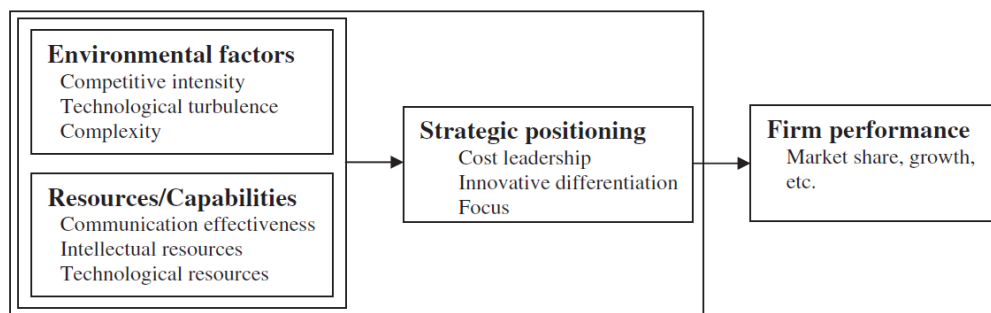 Environmental factors
Competitive intensity
Technological turbulence
Complexity
Resources/Capabilities
Communication effectiveness
Intellectual resources
Technological resources
Strategic positioning
Cost leadership
Innovative differentiation
Focus
Firm performance
Market share, growth,
etc.